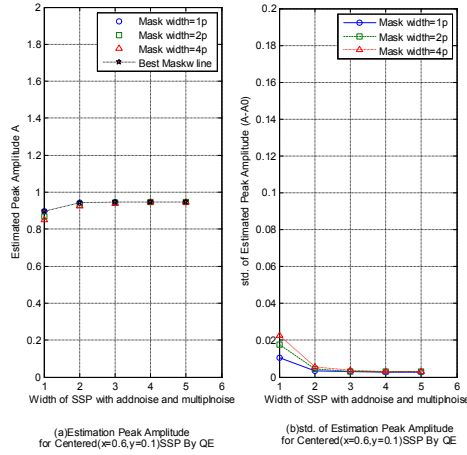 2
1.8
1.6
1.4
1.2
1
0.8
0.6
0.4
0.2
0
1 2 3 4 5 6
Estimated Peak Amplitude A
Width of SSP with addnoise and multiphoise
Mask width=1p
Mask width=2p
Mask width=4p
Best Maskw line
(a)Estimation Peak Amplitude
for Centered(x=0.6,y=0.1)SSP By QE
0.2
0.18
0.16
0.14
0.12
0.1
0.08
0.06
0.04
0.02
0
1 2 3 4 5 6
std. of Estimated Peak Amplitude (A-A0)
Width of SSP with addnoise and multiphoise
Mask width=1p
Mask width=2p
Mask width=4p
(b)std. of Estimation Peak Amplitude
for Centered(x=0.6,y=0.1)SSP By QE